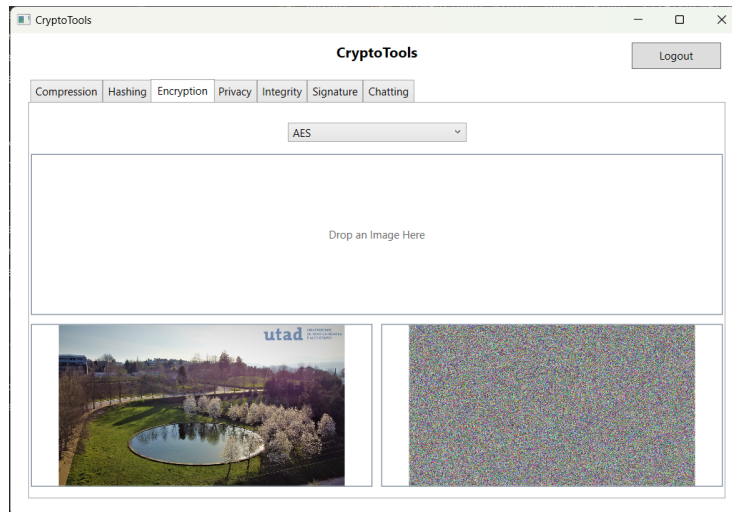 CryptoTools
CryptoTools
Logout
Compression Hashing Encryption Privacy Integrity Signature Chatting
AES
Drop an Image Here
utad